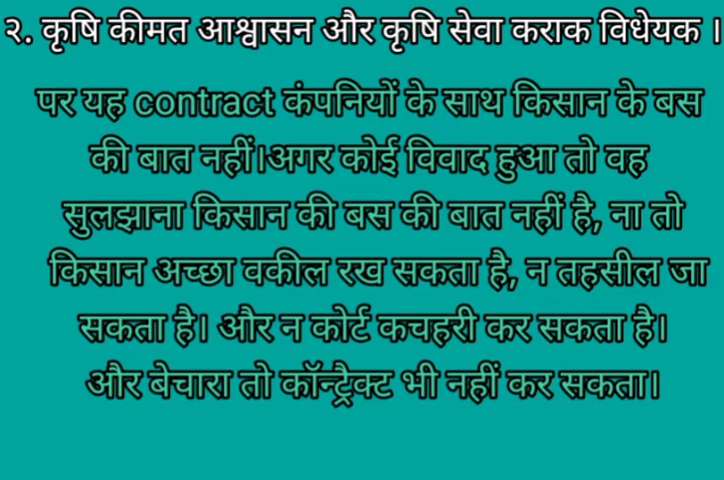 २. कृषि कीमत आश्वासन और कृषि सेवा कराक विधेयक ।
पर यह contract कंपनियों के साथ किसान के बस
की बात नहीं।अगर कोई विवाद हुआ तो वह
सुलझाना किसान की बस की बात नहीं है, ना तो
किसान अच्छा वकील रख सकता है, न तहसील जा
सकता है। और न कोर्ट कचहरी कर सकता है।
और बेचारा तो कॉन्ट्रैक्ट भी नहीं कर सकता।